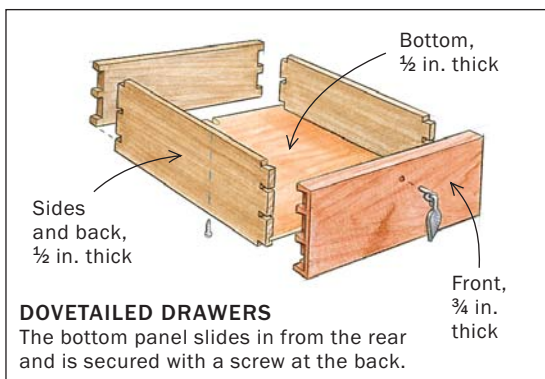 Bottom,
½ in. thick
Sides
and back,
½ in. thick
Front,
¾ in.
thick
DOVETAILED DRAWERS
The bottom panel slides in from the rear
and is secured with a screw at the back.